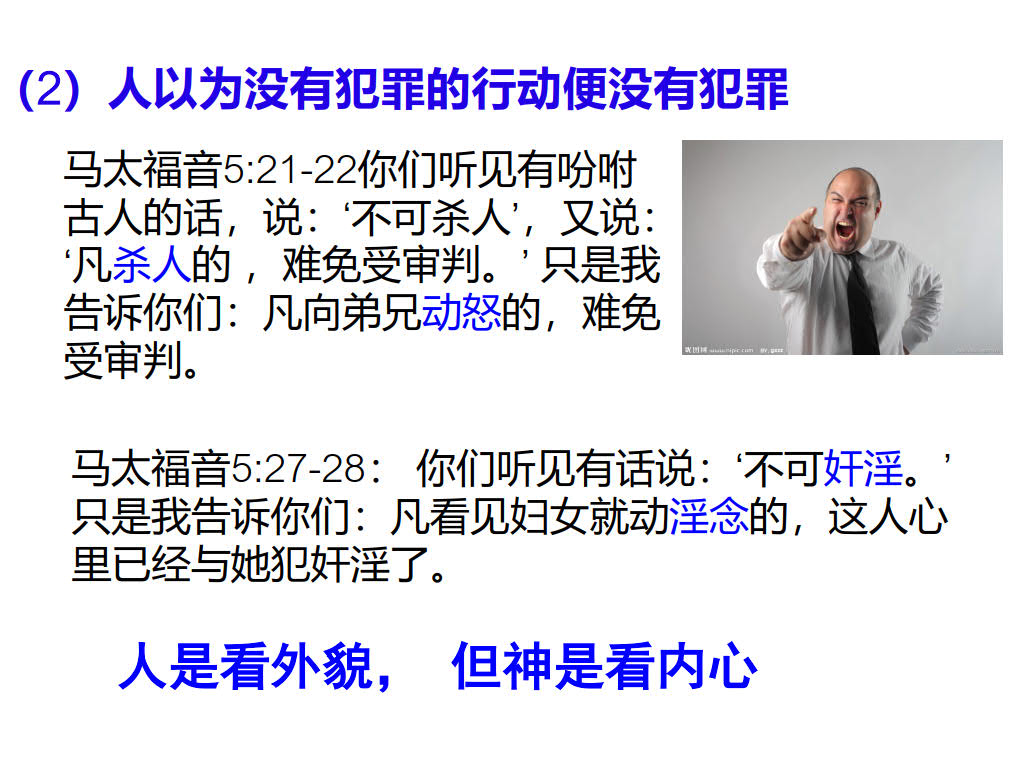 (2) 人以为没有犯罪的行动便没有犯罪
马太福音5:21-22你们听见有吩咐
古人的话，说：‘不可杀人’，又说：
‘凡杀人的 ，难免受审判。’ 只是我
告诉你们：凡向弟兄动怒的，难免
受审判。
昵图网 www.nipic.com
马太福音5:27-28： 你们听见有话说：‘不可奸淫。’
只是我告诉你们：凡看见妇女就动淫念的，这人心
里已经与她犯奸淫了。
人是看外貌， 但神是看内心